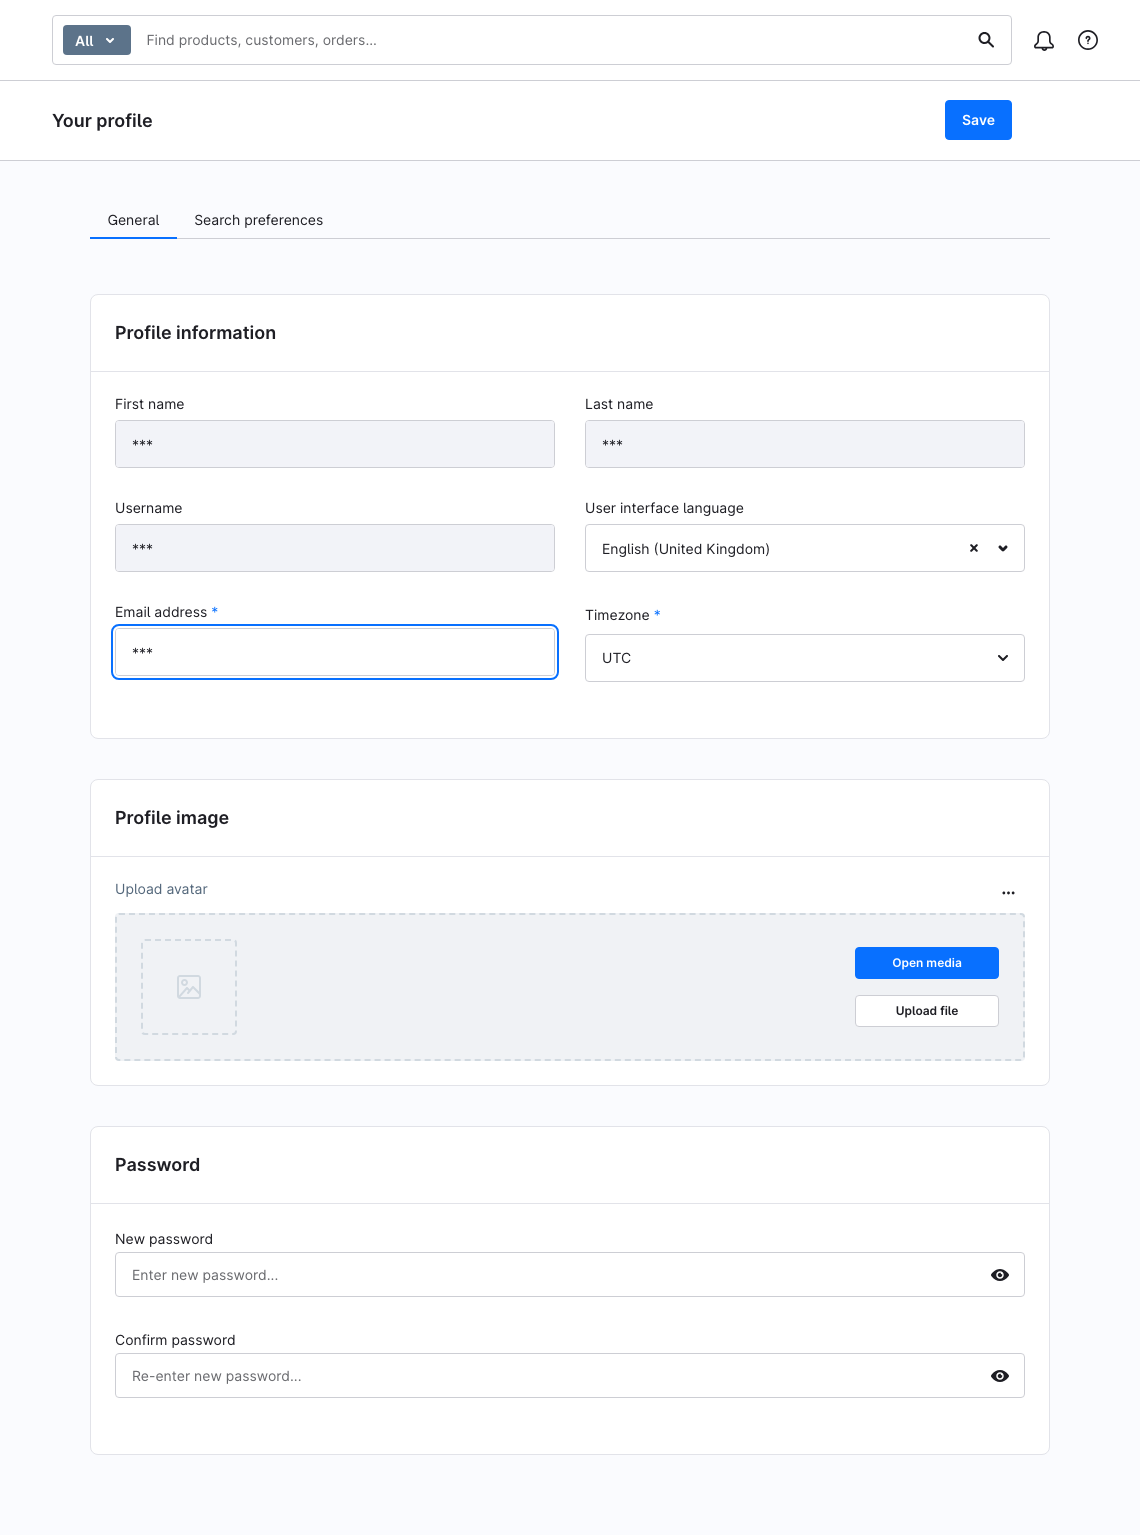 All
Find products, customers, orders...
Your profile
Save
General
Search preferences
Profile information
First name
Last name
***
***
Username
User interface language
***
English (United Kingdom)
Email address *
Timezone *
***
UTC
Profile image
Upload avatar
Open media
Upload file
Password
New password
Enter new password...
Confirm password
Re-enter new password...